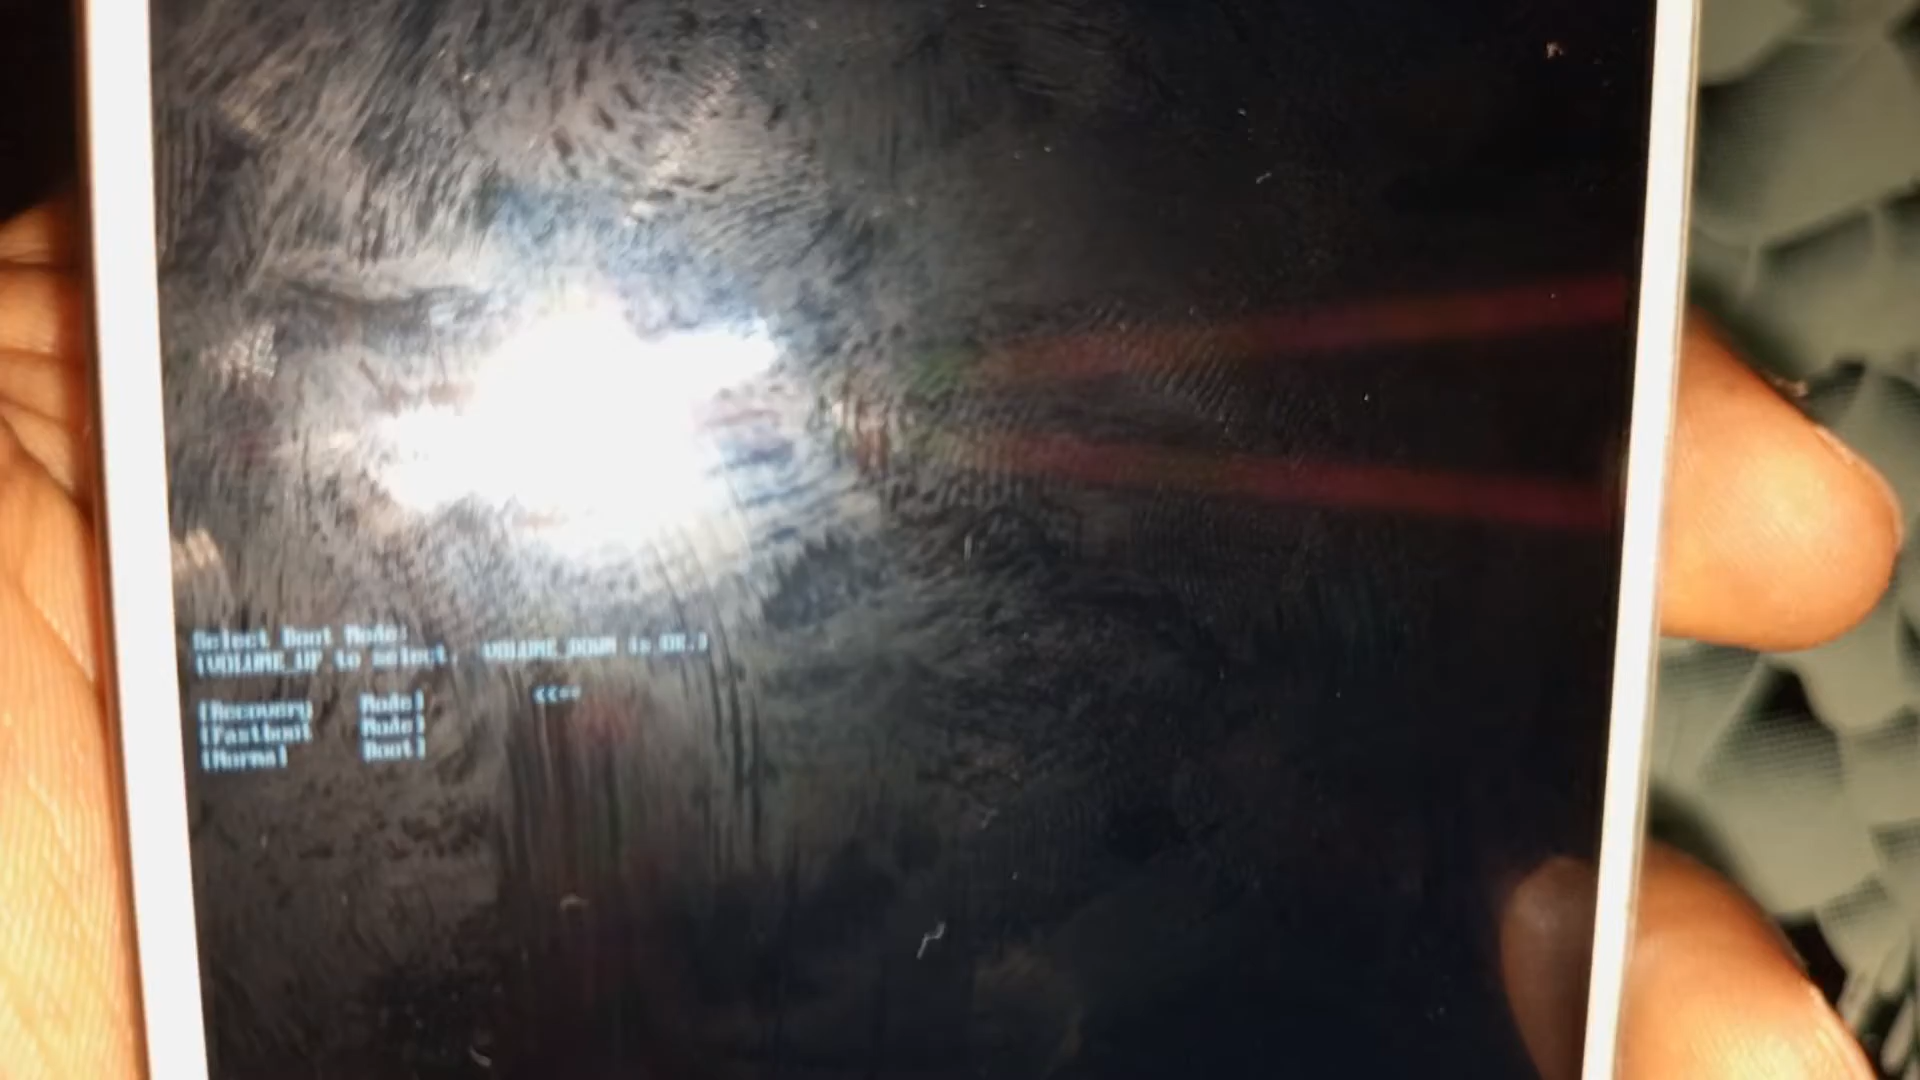 Select Boot Mode:
[VOLUME_UP to select. VOLUME_DOWN is OK.]
[Recovery Mode] <<==
[Fastboot Mode]
[Normal Boot]